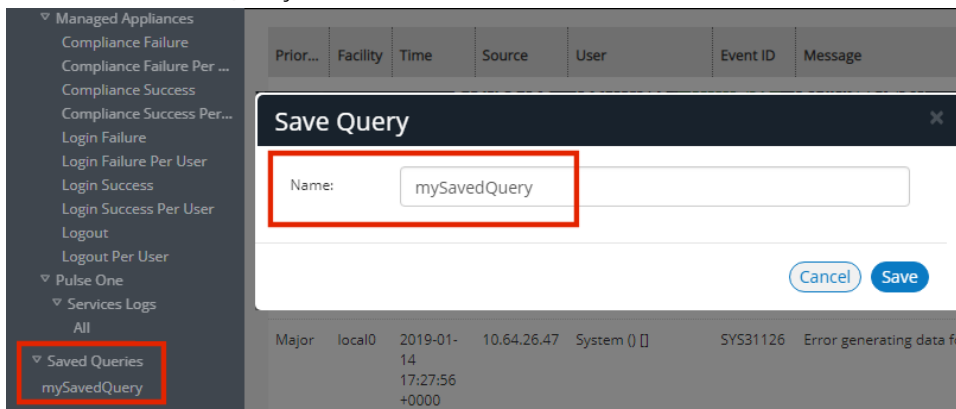 Managed Appliances
Compliance Failure
Compliance Failure Per ...
Compliance Success
Compliance Success Per...
Login Failure
Login Failure Per User
Login Success
Login Success Per User
Logout
Logout Per User
Pulse One
Services Logs
All
Saved Queries
mySavedQuery
Prior... Facility Time Source User Event ID Message
Save Query ×
Name: mySavedQuery
Cancel Save
Major local0 2019-01- 10.64.26.47 System () [] SYS31126 Error generating data fo
14
17:27:56
+0000